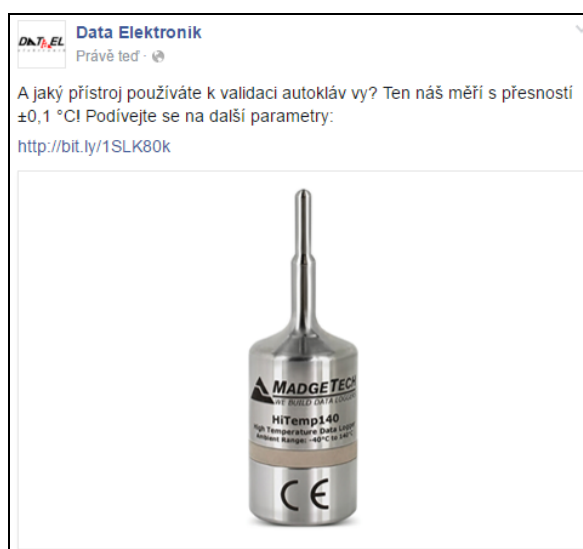 DATA EL
Data Elektronik
Právě teď ·
A jaký přístroj používáte k validaci autokláv vy? Ten náš měří s přesností
±0,1 °C! Podívejte se na další parametry:
http://bit.ly/1SLK80k
MADGETECH
WE BUILD DATA LOGGERS
HiTemp140
High Temperature Data Logger
Ambient Range: -40°C to 140°C
CE